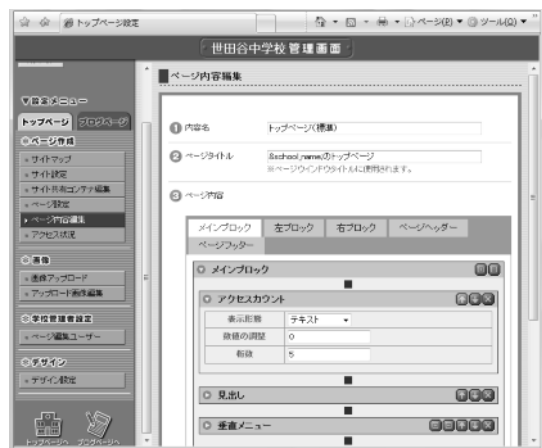 トップページ設定
ページ(P)
ツール(O)
世田谷中学校 管理画面
▼設定メニュー
トップページ
ブログページ
ページ作成
サイトマップ
サイト設定
サイト共有コンテンツ編集
ページ設定
ページ内容編集
アクセス状況
画像
画像アップロード
アップロード画像編集
学校管理者設定
ページ編集ユーザー
デザイン
デザイン設定
トップページへ
ブログページへ
ページ内容編集
1 内容名
トップページ(標準)
2 ページタイトル
&school_name;のトップページ
※ページウインドウタイトルに使用されます。
3 ページ内容
メインブロック
左ブロック
右ブロック
ページヘッダー
ページフッター
メインブロック
アクセスカウント
表示形態
テキスト
数値の調整
0
桁数
5
見出し
垂直メニュー